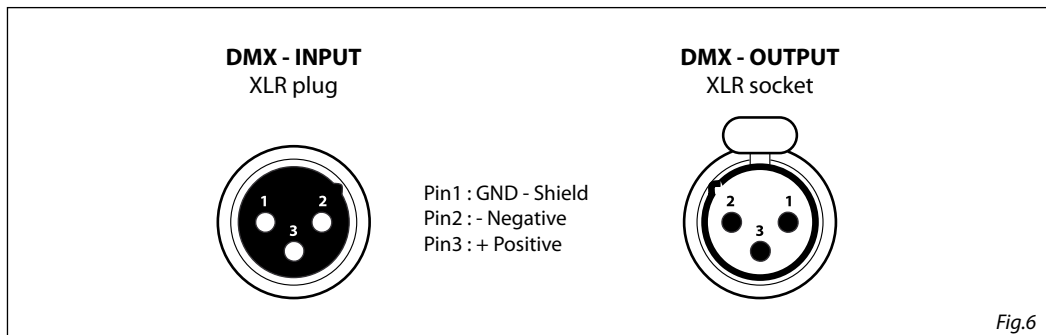 DMX - INPUT
XLR plug
DMX - OUTPUT
XLR socket
1
2
3
Pin1 : GND - Shield
Pin2 : - Negative
Pin3 : + Positive
2
1
3
Fig.6